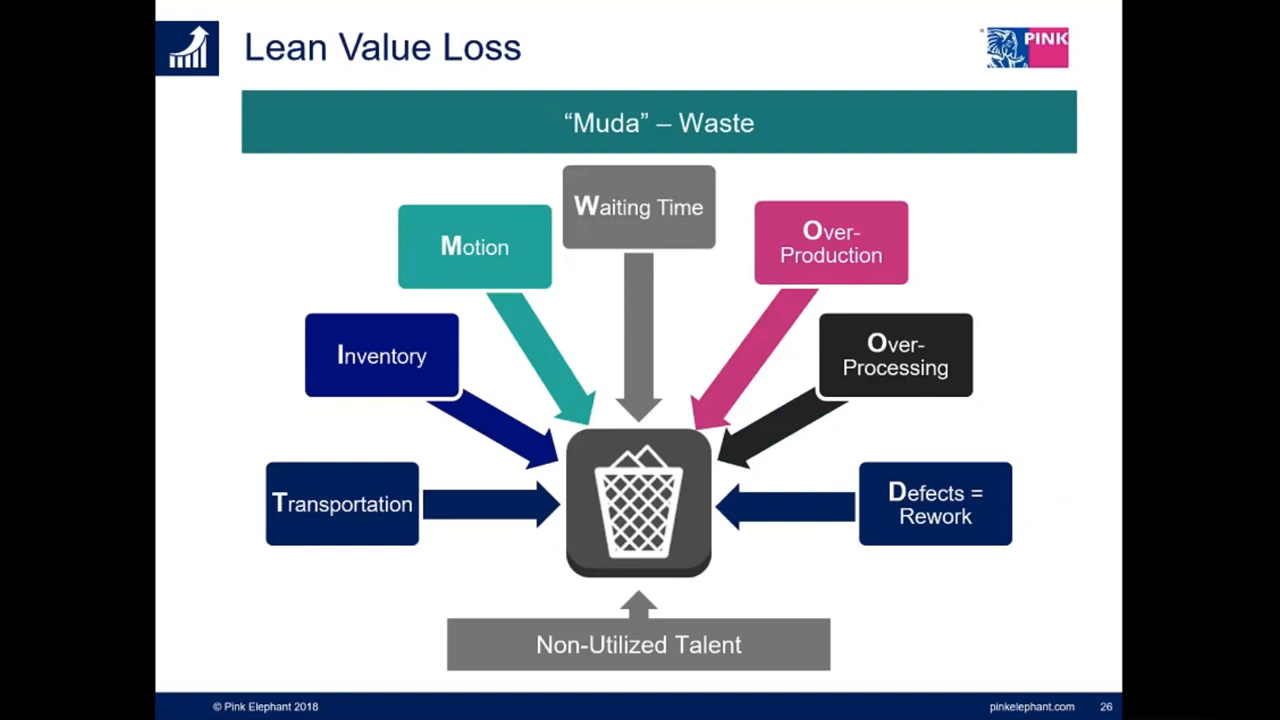 Lean Value Loss
PINK
“Muda” – Waste
Waiting Time
Motion
Over-
Production
Inventory
Over-
Processing
Transportation
Defects =
Rework
Non-Utilized Talent
© Pink Elephant 2018
pinkelephant.com
26